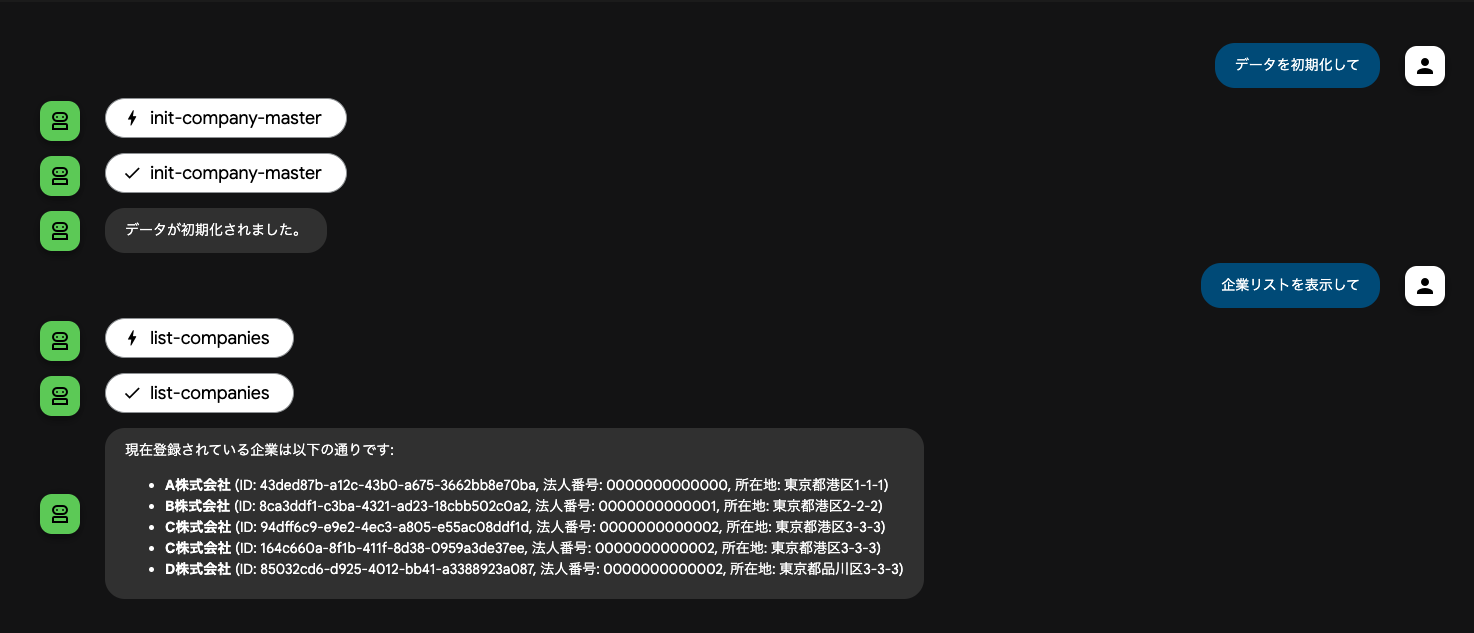 データを初期化して
init-company-master
init-company-master
データが初期化されました。
企業リストを表示して
list-companies
list-companies
現在登録されている企業は以下の通りです:
• A株式会社 (ID: 43ded87b-a12c-43b0-a675-3662bb8e70ba, 法人番号: 0000000000000, 所在地: 東京都港区1-1-1)
• B株式会社 (ID: 8ca3ddf1-c3ba-4321-ad23-18cbb502c0a2, 法人番号: 0000000000001, 所在地: 東京都港区2-2-2)
• C株式会社 (ID: 94dff6c9-e9e2-4ec3-a805-e55ac08ddf1d, 法人番号: 0000000000002, 所在地: 東京都港区3-3-3)
• C株式会社 (ID: 164c660a-8f1b-411f-8d38-0959a3de37ee, 法人番号: 0000000000002, 所在地: 東京都港区3-3-3)
• D株式会社 (ID: 85032cd6-d925-4012-bb41-a3388923a087, 法人番号: 0000000000002, 所在地: 東京都品川区3-3-3)